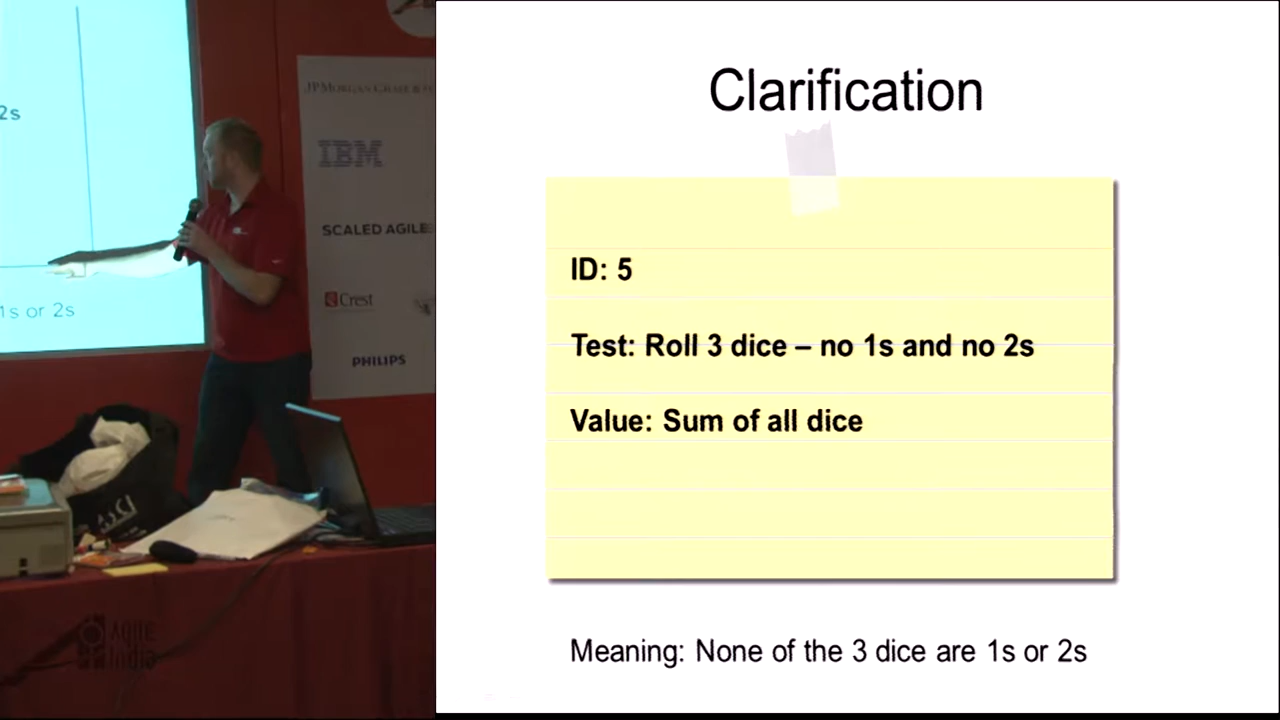 2s
1s or 2s
JPMORGAN CHASE & CO.
IBM
SCALED AGILE
Crest
PHILIPS
Agile
India
Clarification
ID: 5
Test: Roll 3 dice – no 1s and no 2s
Value: Sum of all dice
Meaning: None of the 3 dice are 1s or 2s